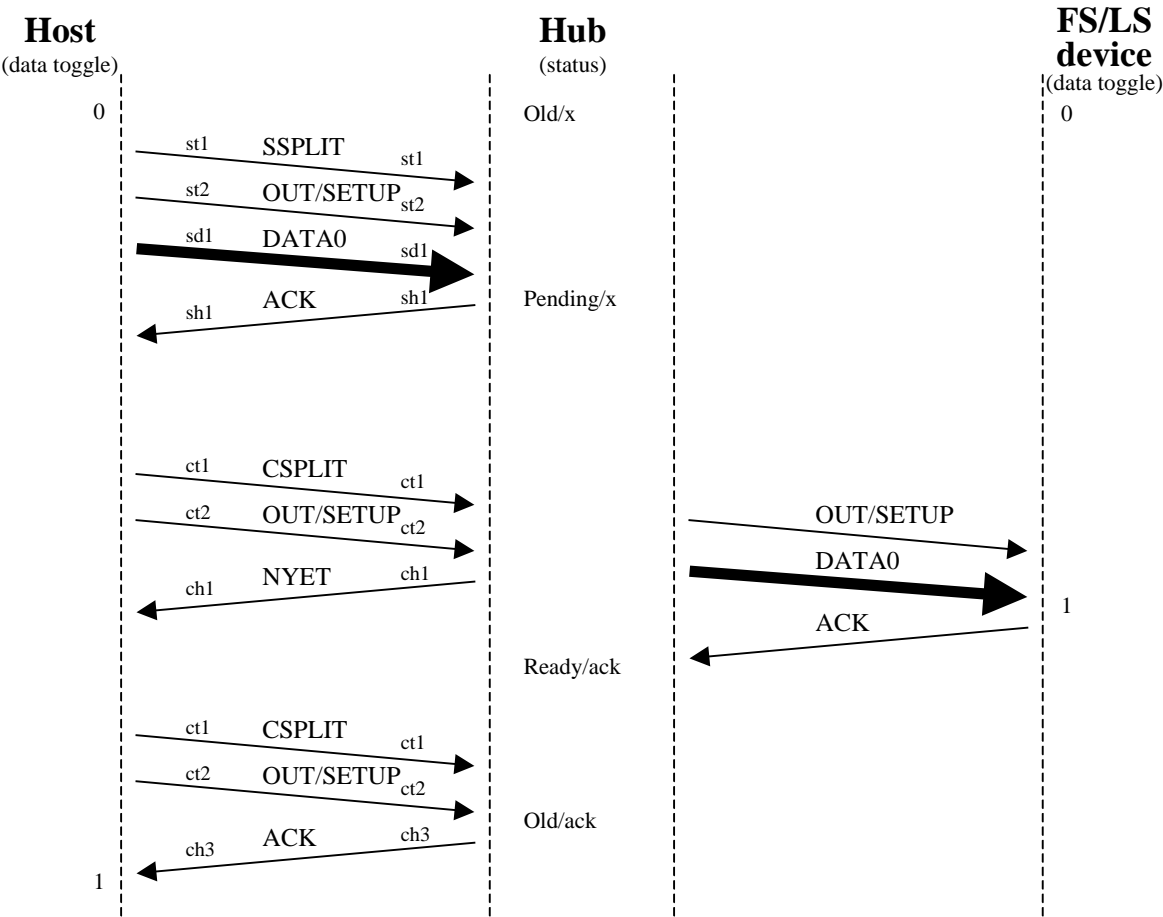 Host
(data toggle)
Hub
(status)
FS/LS
device
(data toggle)
0
Old/x
0
st1 SSPLIT st1
st2 OUT/SETUP st2
sd1 DATA0 sd1
sh1 ACK sh1
Pending/x
ct1 CSPLIT ct1
ct2 OUT/SETUP ct2
OUT/SETUP
ch1 NYET ch1
DATA0
1
ACK
Ready/ack
ct1 CSPLIT ct1
ct2 OUT/SETUP ct2
Old/ack
ch3 ACK ch3
1